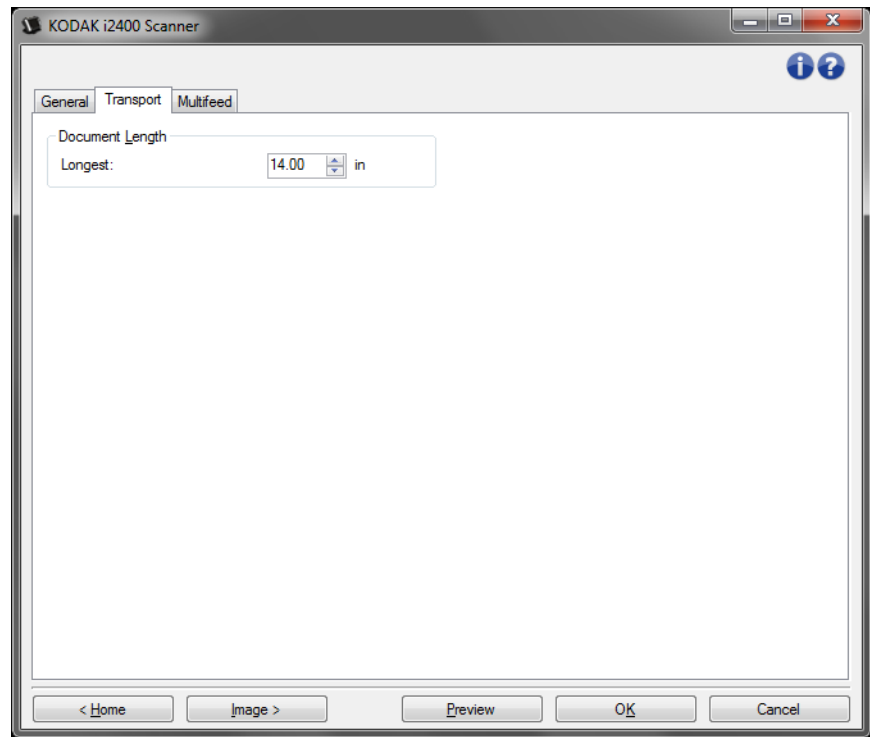 KODAK i2400 Scanner
General Transport Multifeed
Document Length
Longest: 14.00 in
< Home Image > Preview OK Cancel